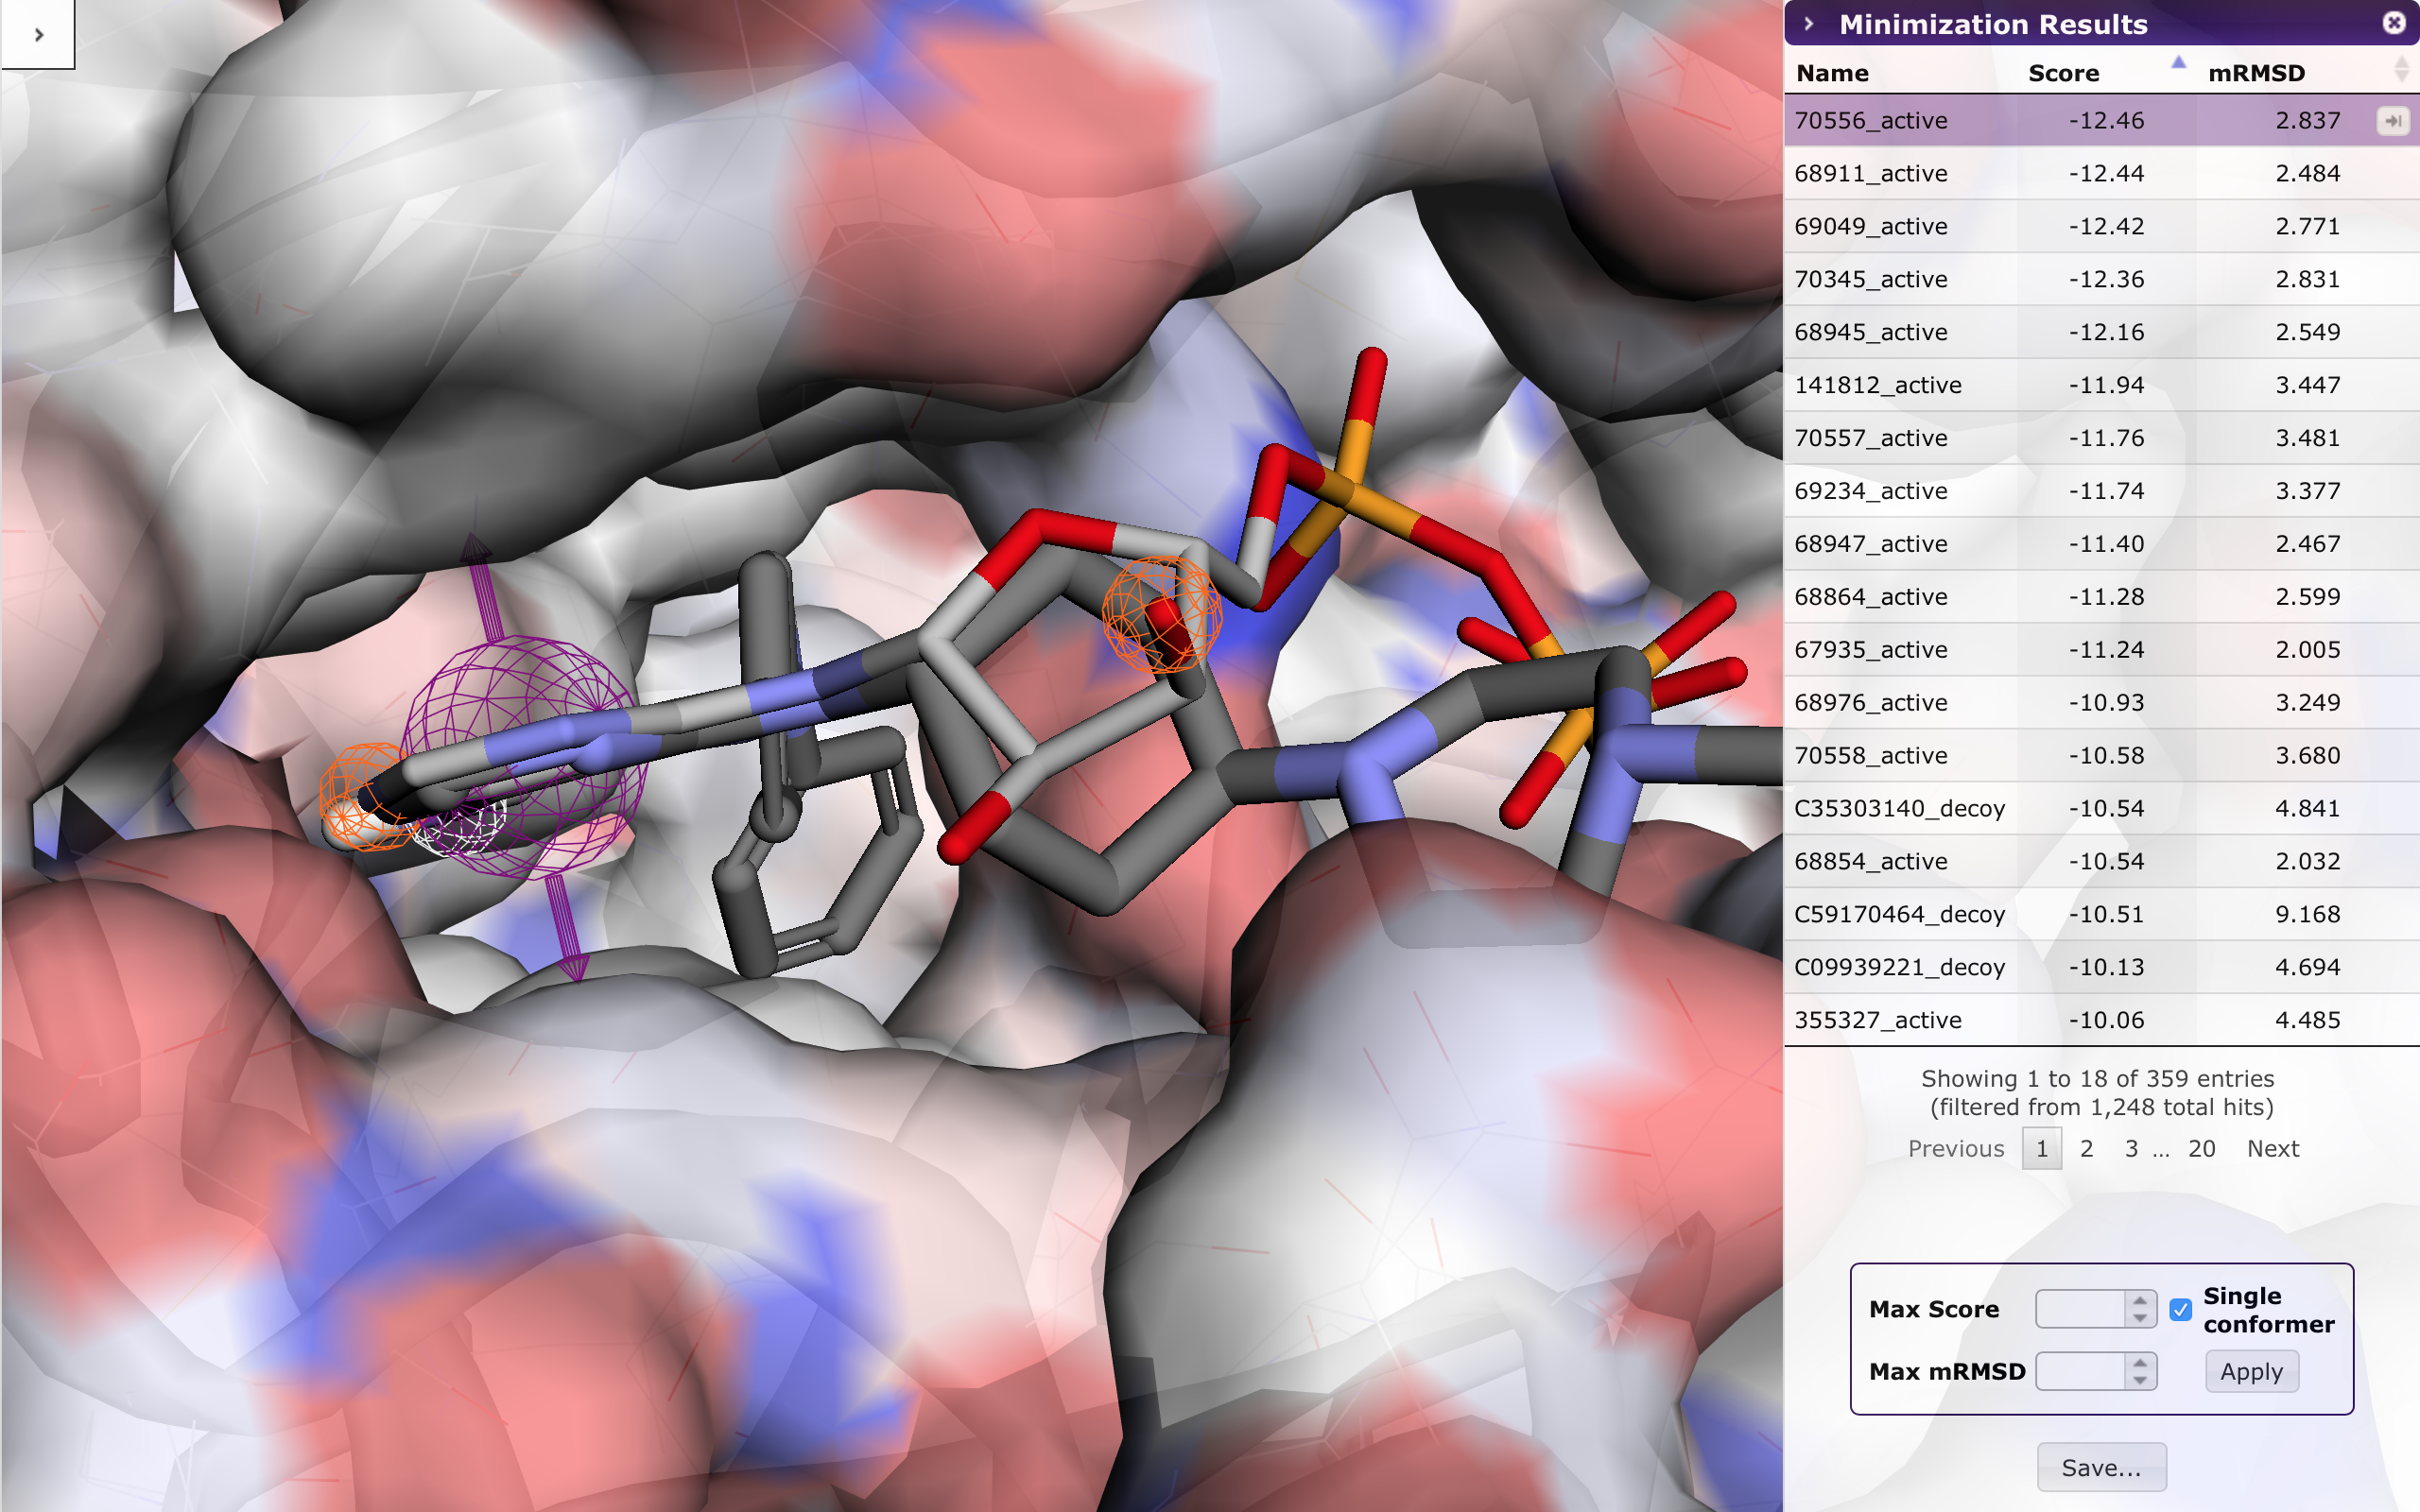 Minimization Results
Name Score mRMSD
70556_active -12.46 2.837
68911_active -12.44 2.484
69049_active -12.42 2.771
70345_active -12.36 2.831
68945_active -12.16 2.549
141812_active -11.94 3.447
70557_active -11.76 3.481
69234_active -11.74 3.377
68947_active -11.40 2.467
68864_active -11.28 2.599
67935_active -11.24 2.005
68976_active -10.93 3.249
70558_active -10.58 3.680
C35303140_decoy -10.54 4.841
68854_active -10.54 2.032
C59170464_decoy -10.51 9.168
C09939221_decoy -10.13 4.694
355327_active -10.06 4.485
Showing 1 to 18 of 359 entries
(filtered from 1,248 total hits)
Previous 1 2 3 ... 20 Next
Max Score Single conformer
Max mRMSD Apply
Save...